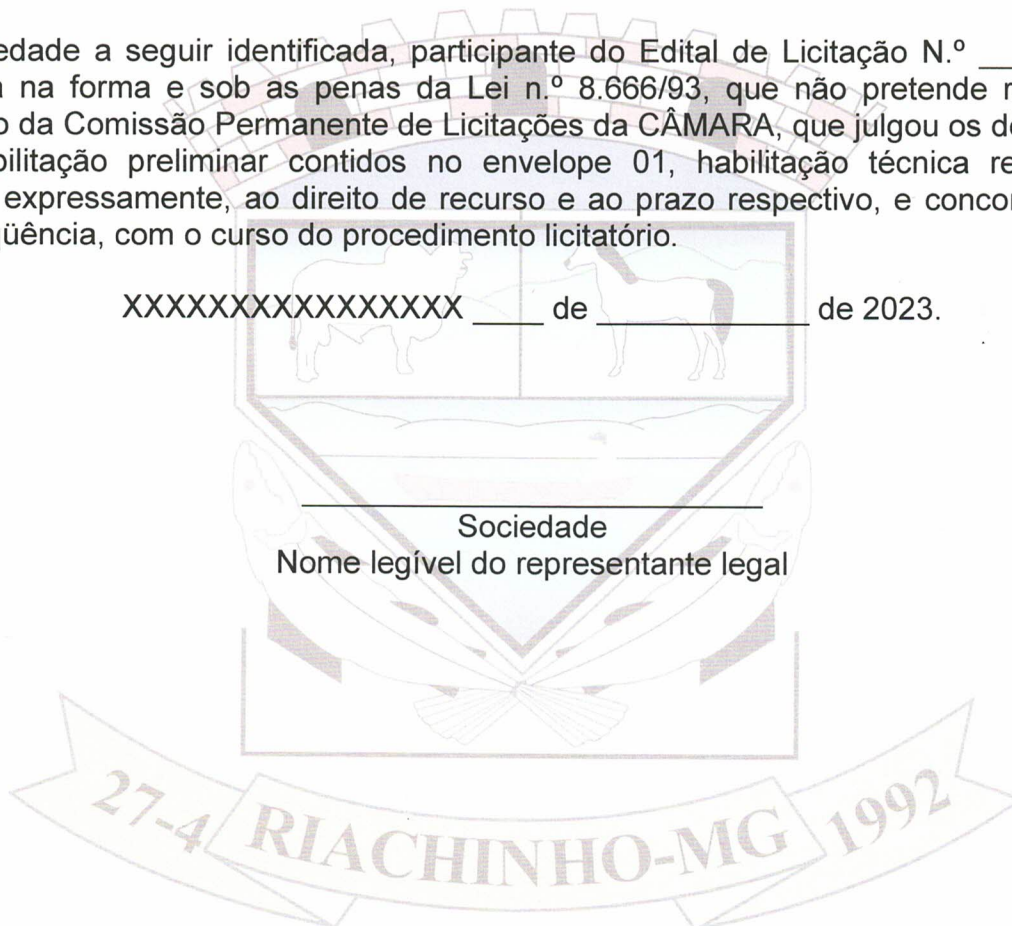 edade a seguir identificada, participante do Edital de Licitação N.º ___
na forma e sob as penas da Lei n.º 8.666/93, que não pretende
o da Comissão Permanente de Licitações da CÂMARA, que julgou os d
bilitação preliminar contidos no envelope 01, habilitação técnica re
expressamente, ao direito de recurso e ao prazo respectivo, e conco
qüência, com o curso do procedimento licitatório.
XXXXXXXXXXXXXXXX ____ de ____________ de 2023.
Sociedade
Nome legível do representante legal
27-4 RIACHINHO-MG 1992